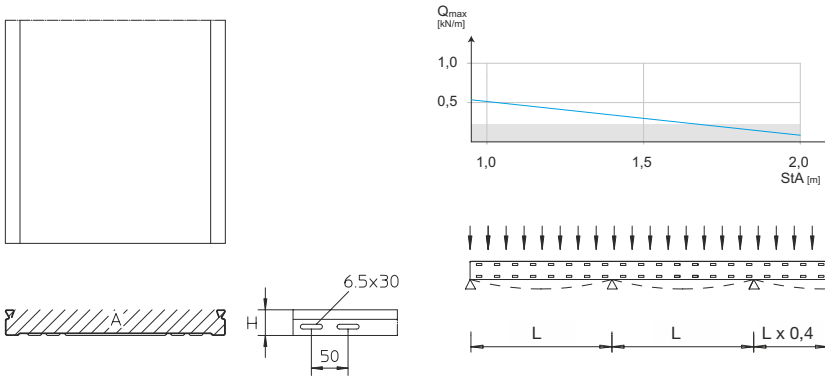 A
H
6.5x30
50
Qmax
[kN/m]
1,0
0,5
1,0
1,5
2,0
StA [m]
L
L
L x 0,4